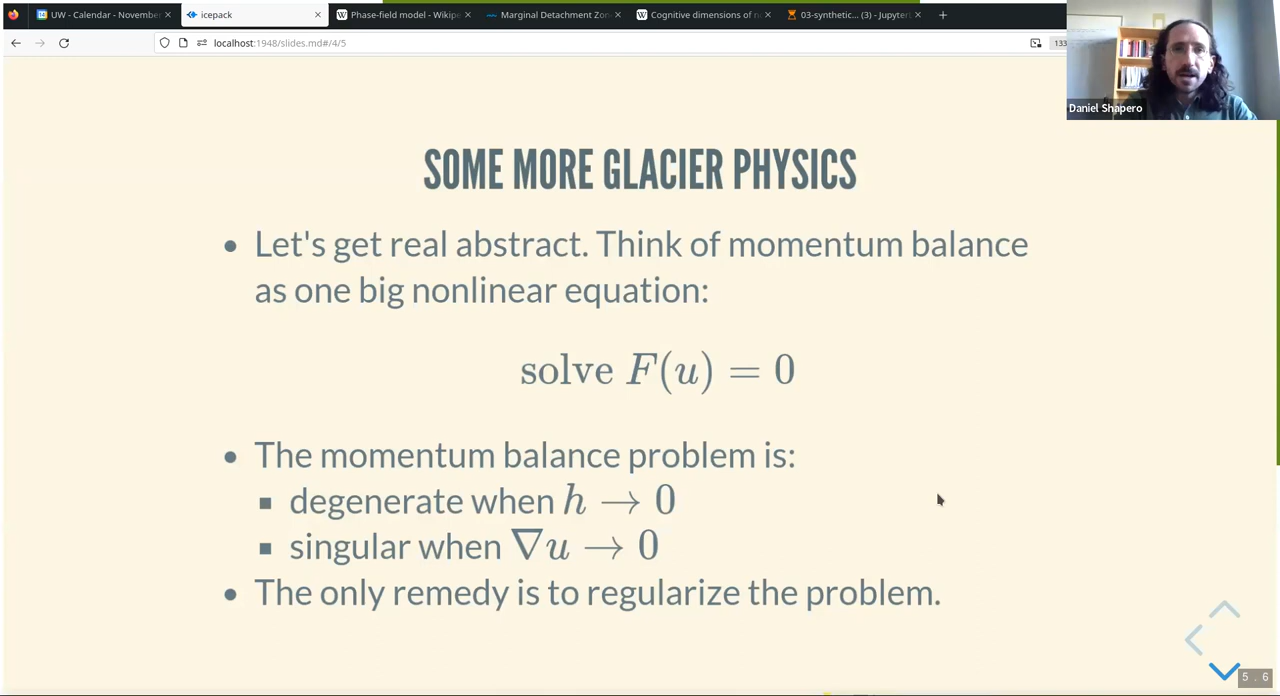 UW - Calendar - November
icepack
Phase-field model - Wikipe
Marginal Detachment Zon
Cognitive dimensions of n
03-synthetic... (3) - Jupyter
localhost:1948/slides.md#/4/5
133
Daniel Shapero
SOME MORE GLACIER PHYSICS
• Let's get real abstract. Think of momentum balance
as one big nonlinear equation:
solve F(u) = 0
• The momentum balance problem is:
▪ degenerate when h → 0
▪ singular when ∇u → 0
• The only remedy is to regularize the problem.
5 . 6